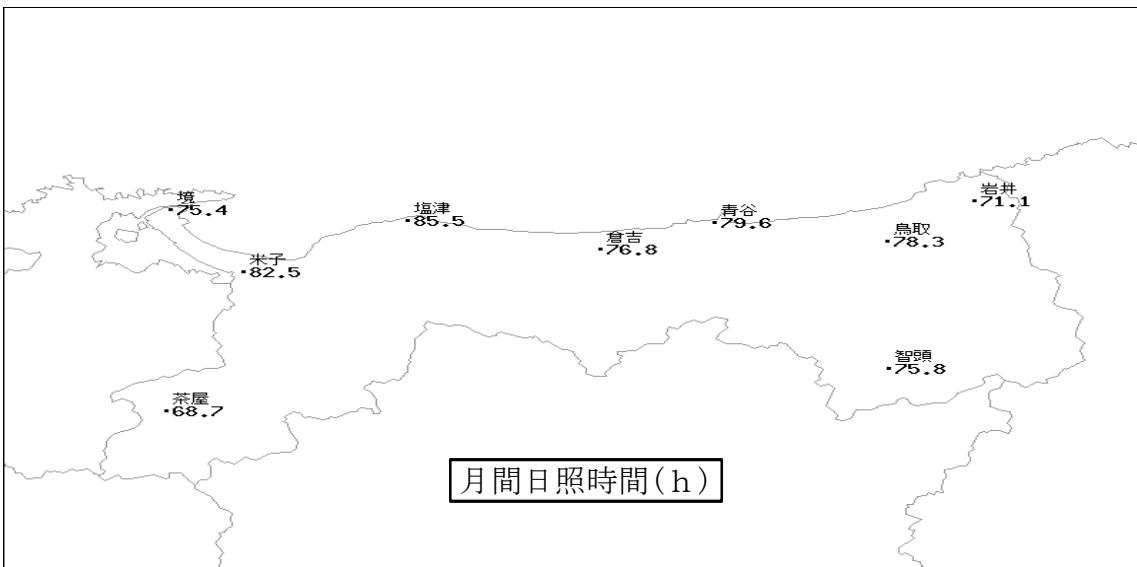 境
75.4
塩津
85.5
青谷
79.6
岩井
71.1
倉吉
76.8
鳥取
78.3
米子
82.5
智頭
75.8
茶屋
68.7
月間日照時間(ｈ)